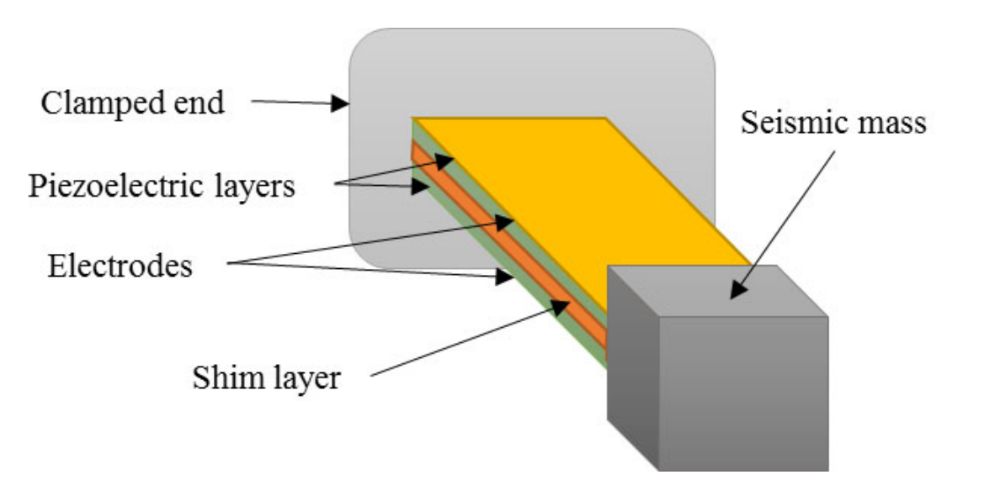 Clamped end
Seismic mass
Piezoelectric layers
Electrodes
Shim layer